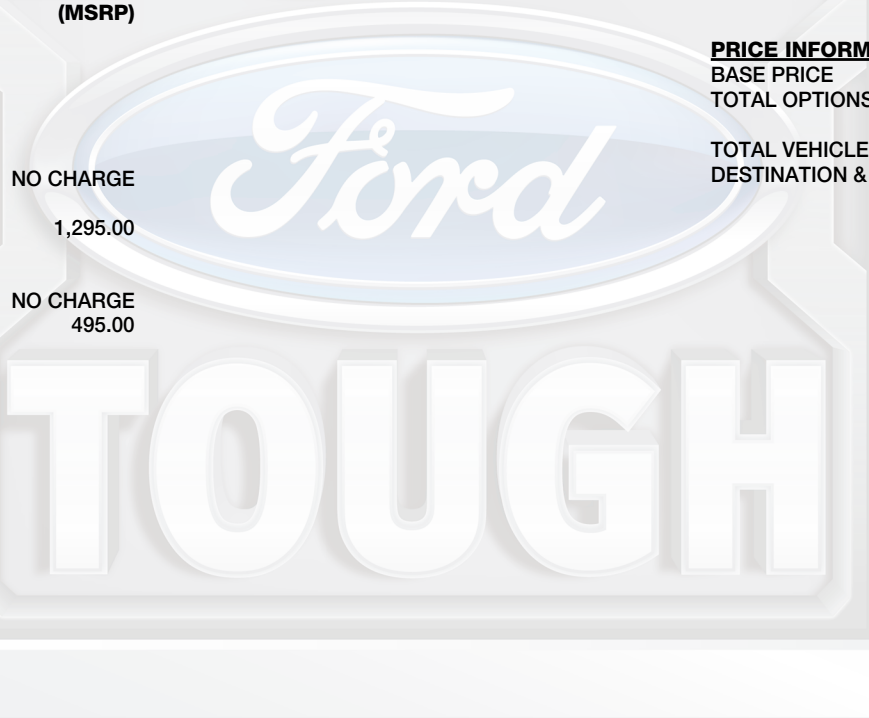 (MSRP)
NO CHARGE
1,295.00
NO CHARGE
495.00
PRICE INFORM
BASE PRICE
TOTAL OPTIONS
TOTAL VEHICLE
DESTINATION &
Ford
TOUGH